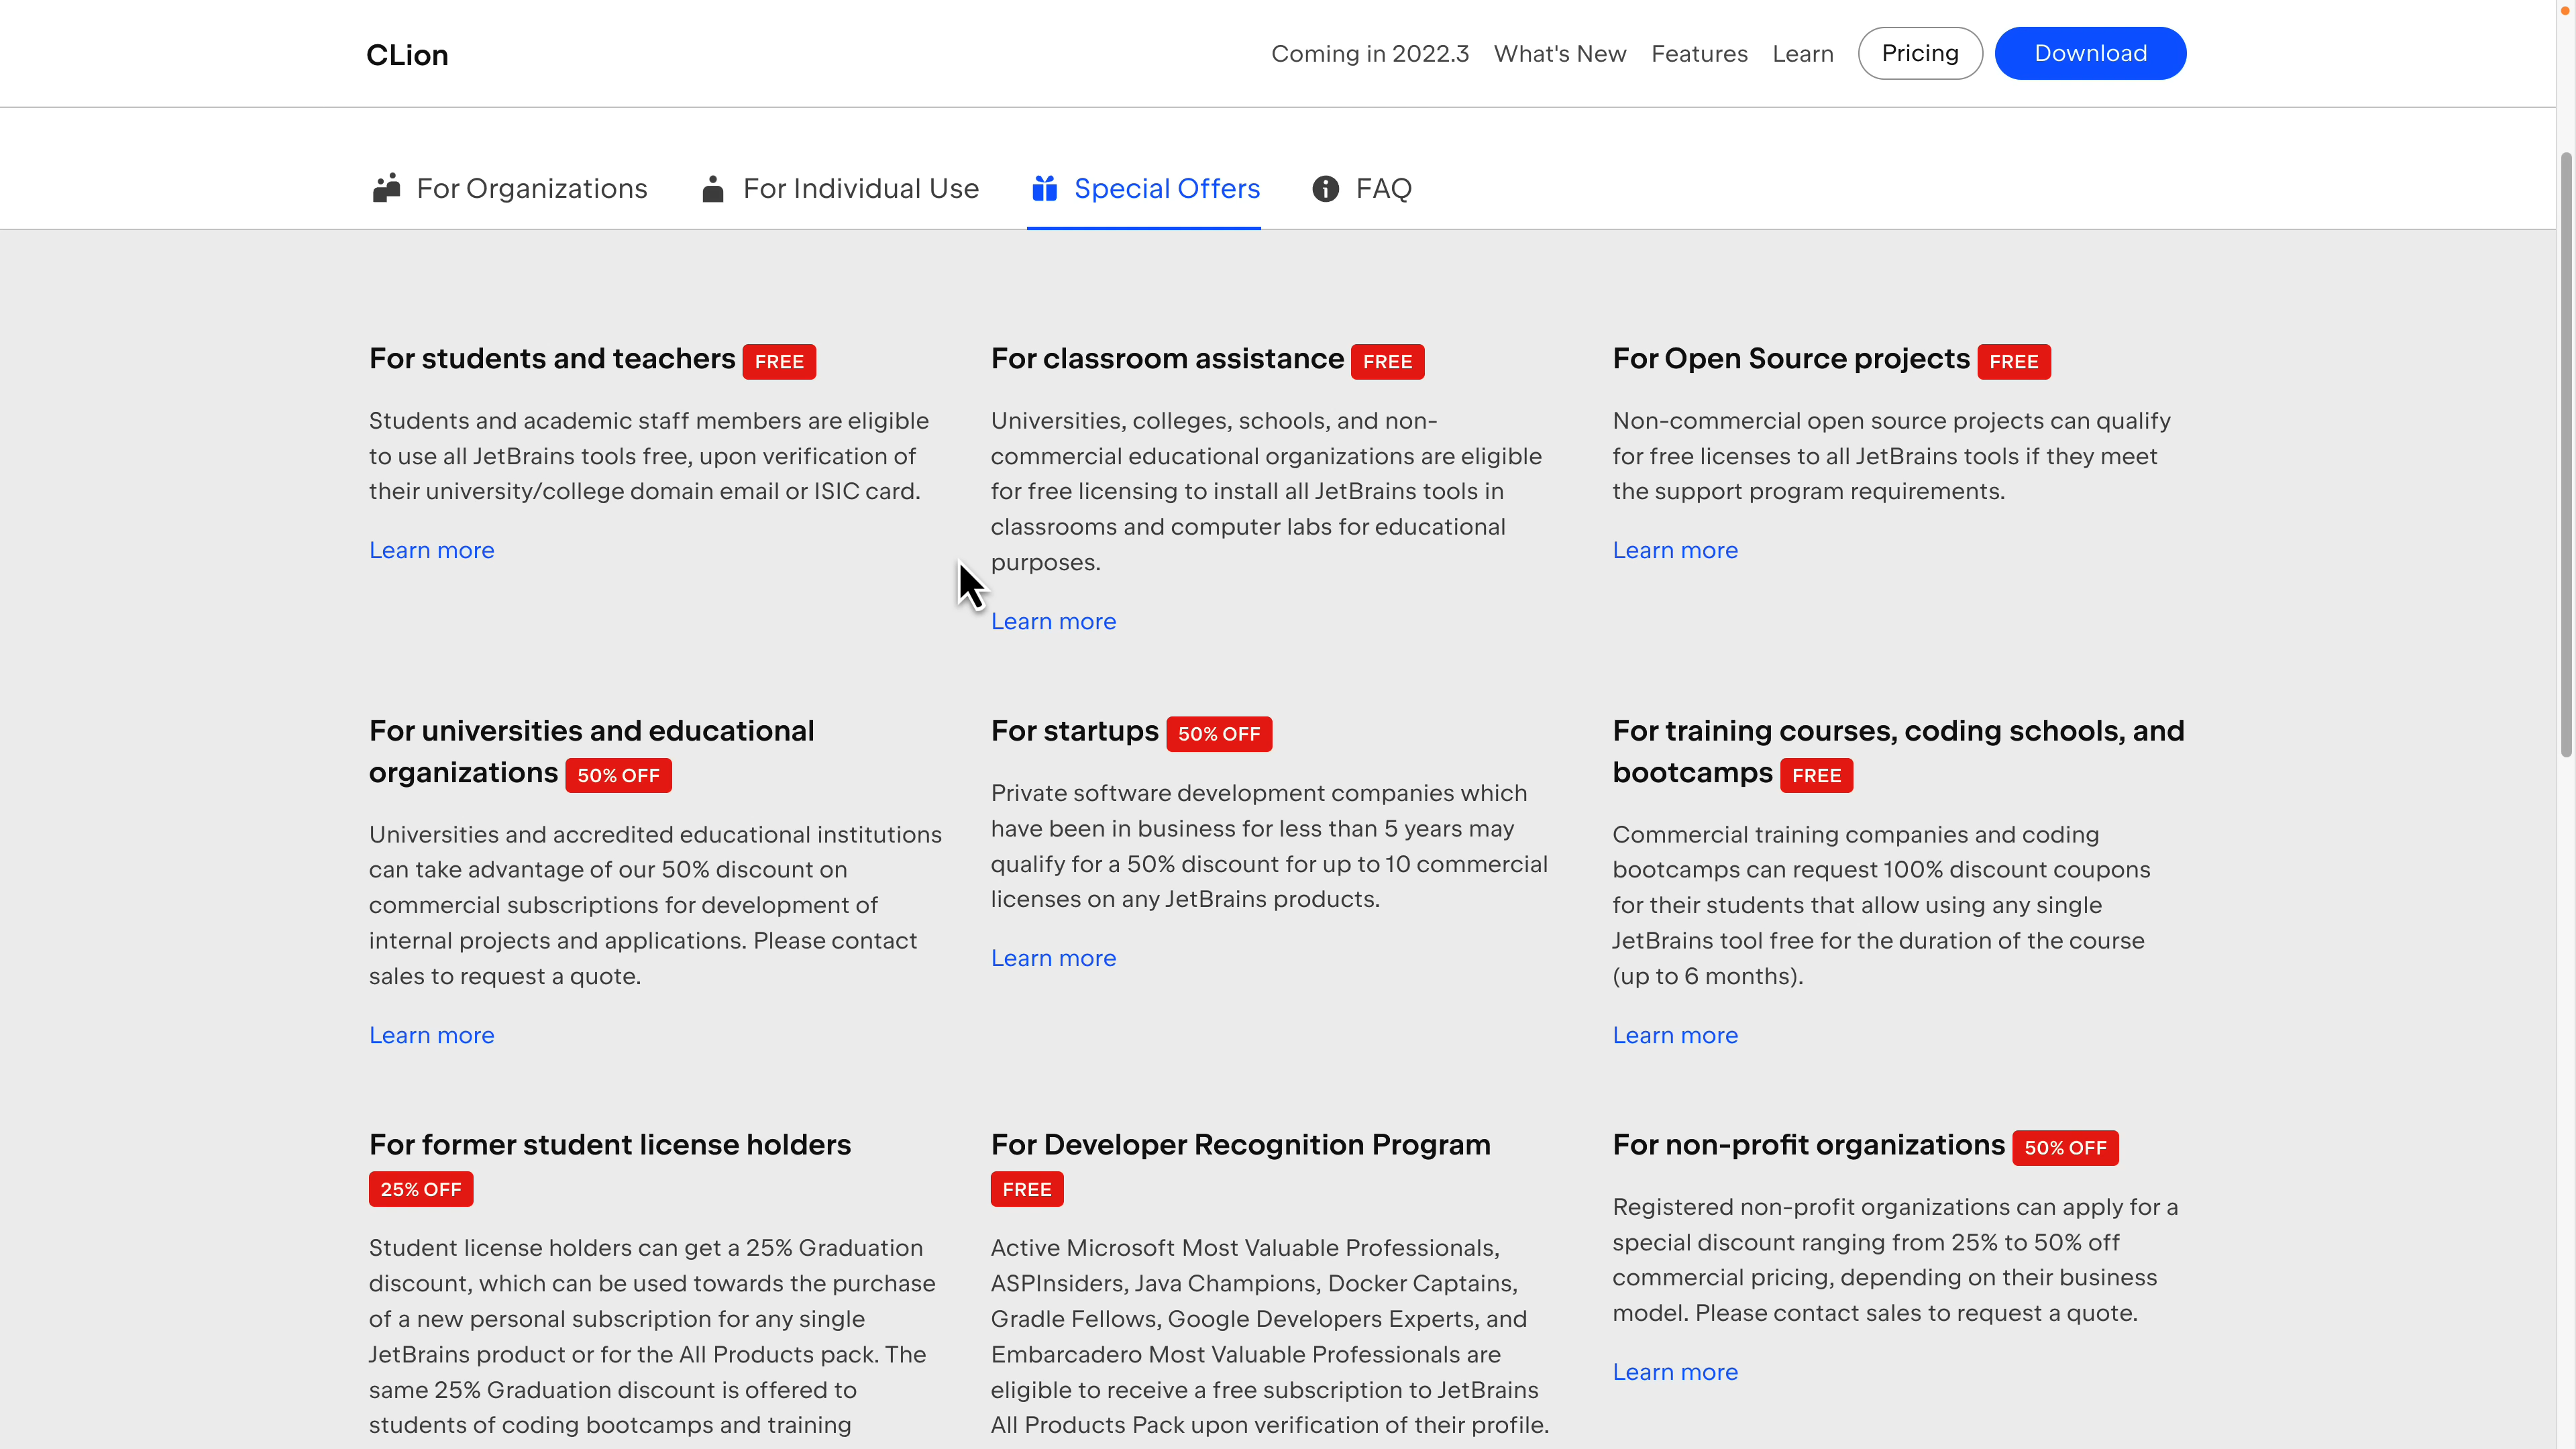 CLion
Coming in 2022.3 What's New Features Learn Pricing Download
For Organizations For Individual Use Special Offers FAQ
For students and teachers FREE
Students and academic staff members are eligible
to use all JetBrains tools free, upon verification of
their university/college domain email or ISIC card.
Learn more
For classroom assistance FREE
Universities, colleges, schools, and non-
commercial educational organizations are eligible
for free licensing to install all JetBrains tools in
classrooms and computer labs for educational
purposes.
Learn more
For Open Source projects FREE
Non-commercial open source projects can qualify
for free licenses to all JetBrains tools if they meet
the support program requirements.
Learn more
For universities and educational
organizations 50% OFF
Universities and accredited educational institutions
can take advantage of our 50% discount on
commercial subscriptions for development of
internal projects and applications. Please contact
sales to request a quote.
Learn more
For startups 50% OFF
Private software development companies which
have been in business for less than 5 years may
qualify for a 50% discount for up to 10 commercial
licenses on any JetBrains products.
Learn more
For training courses, coding schools, and
bootcamps FREE
Commercial training companies and coding
bootcamps can request 100% discount coupons
for their students that allow using any single
JetBrains tool free for the duration of the course
(up to 6 months).
Learn more
For former student license holders
25% OFF
Student license holders can get a 25% Graduation
discount, which can be used towards the purchase
of a new personal subscription for any single
JetBrains product or for the All Products pack. The
same 25% Graduation discount is offered to
students of coding bootcamps and training
For Developer Recognition Program
FREE
Active Microsoft Most Valuable Professionals,
ASPInsiders, Java Champions, Docker Captains,
Gradle Fellows, Google Developers Experts, and
Embarcadero Most Valuable Professionals are
eligible to receive a free subscription to JetBrains
All Products Pack upon verification of their profile.
For non-profit organizations 50% OFF
Registered non-profit organizations can apply for a
special discount ranging from 25% to 50% off
commercial pricing, depending on their business
model. Please contact sales to request a quote.
Learn more